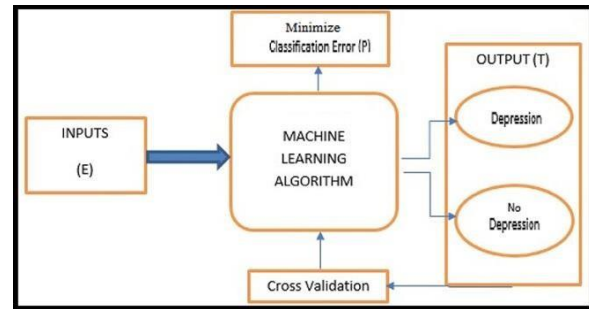 Minimize
Classification Error (P)
OUTPUT (T)
INPUTS
(E)
MACHINE
LEARNING
ALGORITHM
Depression
No
Depression
Cross Validation